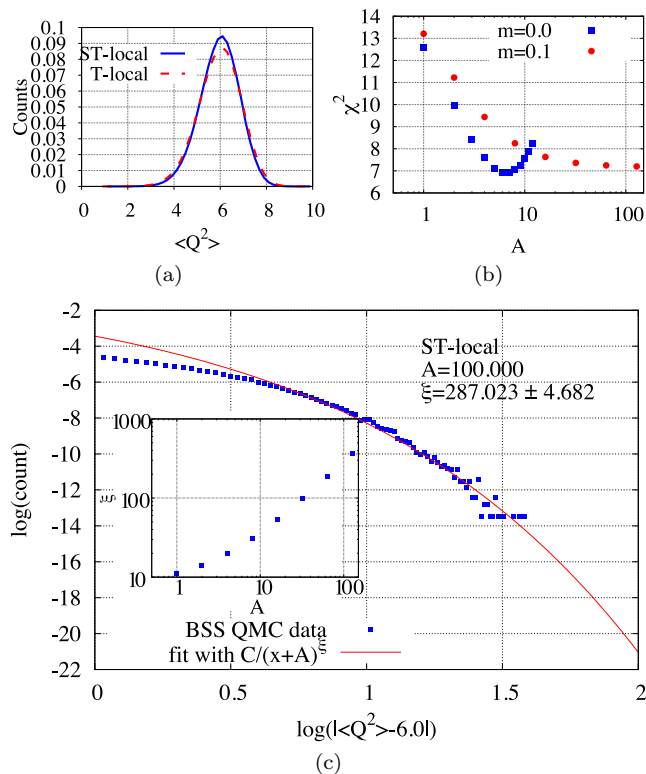 0.1
0.09
0.08
0.07
0.06
0.05
0.04
0.03
0.02
0.01
0
Counts
ST-local
T-local
0 2 4 6 8 10
<Q²>
(a)
14
13
12
11
10
9
8
7
6
χ²
m=0.0
m=0.1
1 10 100
A
(b)
-2
-4
-6
-8
-10
-12
-14
-16
-18
-20
-22
log(count)
ST-local
A=100.000
ξ=287.023 ± 4.682
1000
100
10
ξ
1 10 100
A
BSS QMC data
fit with C/(x+A)^ξ
0 0.5 1 1.5 2
log(|<Q²>-6.0|)
(c)